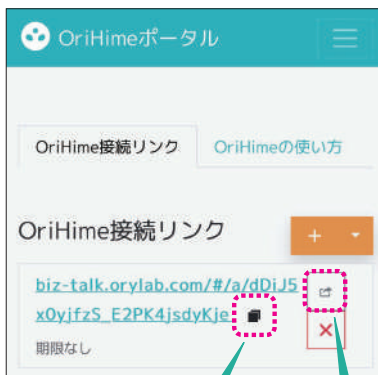 OriHimeポータル
OriHime接続リンク
OriHimeの使い方
OriHime接続リンク
biz-talk.orylab.com/#/a/dDiJ5
x0yjfzS_E2PK4jsdyKje
期限なし